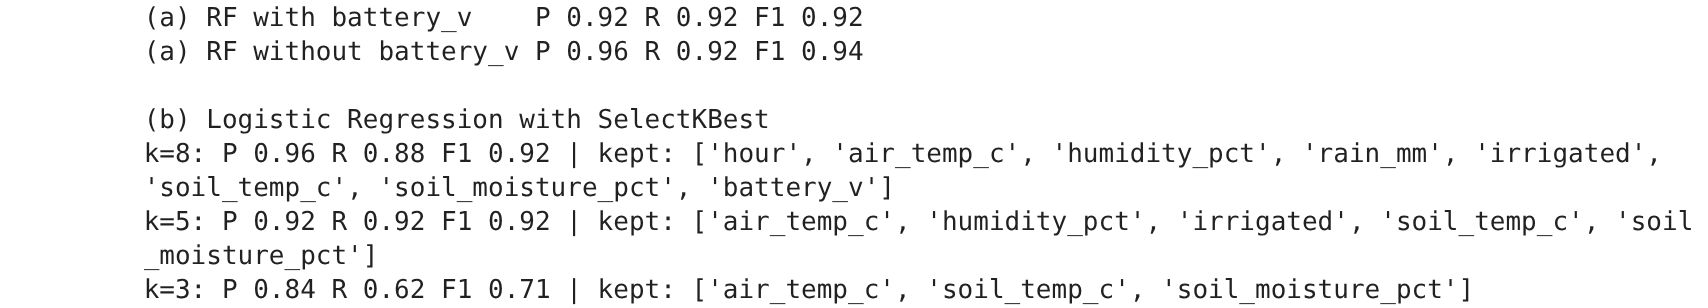 (a) RF with battery_v    P 0.92 R 0.92 F1 0.92
(a) RF without battery_v P 0.96 R 0.92 F1 0.94
(b) Logistic Regression with SelectKBest
k=8: P 0.96 R 0.88 F1 0.92 | kept: ['hour', 'air_temp_c', 'humidity_pct', 'rain_mm', 'irrigated',
'soil_temp_c', 'soil_moisture_pct', 'battery_v']
k=5: P 0.92 R 0.92 F1 0.92 | kept: ['air_temp_c', 'humidity_pct', 'irrigated', 'soil_temp_c', 'soil
_moisture_pct']
k=3: P 0.84 R 0.62 F1 0.71 | kept: ['air_temp_c', 'soil_temp_c', 'soil_moisture_pct']